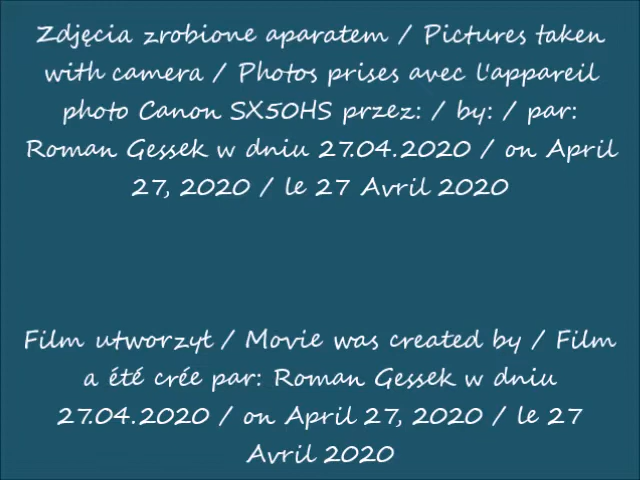 Zdjęcia zrobione aparatem / Pictures taken
with camera / Photos prises avec l'appareil
photo Canon SX50HS przez: / by: / par:
Roman Gessek w dniu 27.04.2020 / on April
27, 2020 / le 27 Avril 2020
Film utworzył / Movie was created by / Film
a été crée par: Roman Gessek w dniu
27.04.2020 / on April 27, 2020 / le 27
Avril 2020